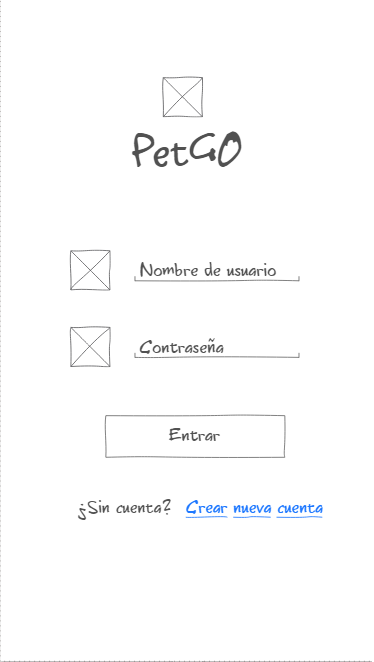 PetGO
Nombre de usuario
Contraseña
Entrar
¿Sin cuenta? Crear nueva cuenta